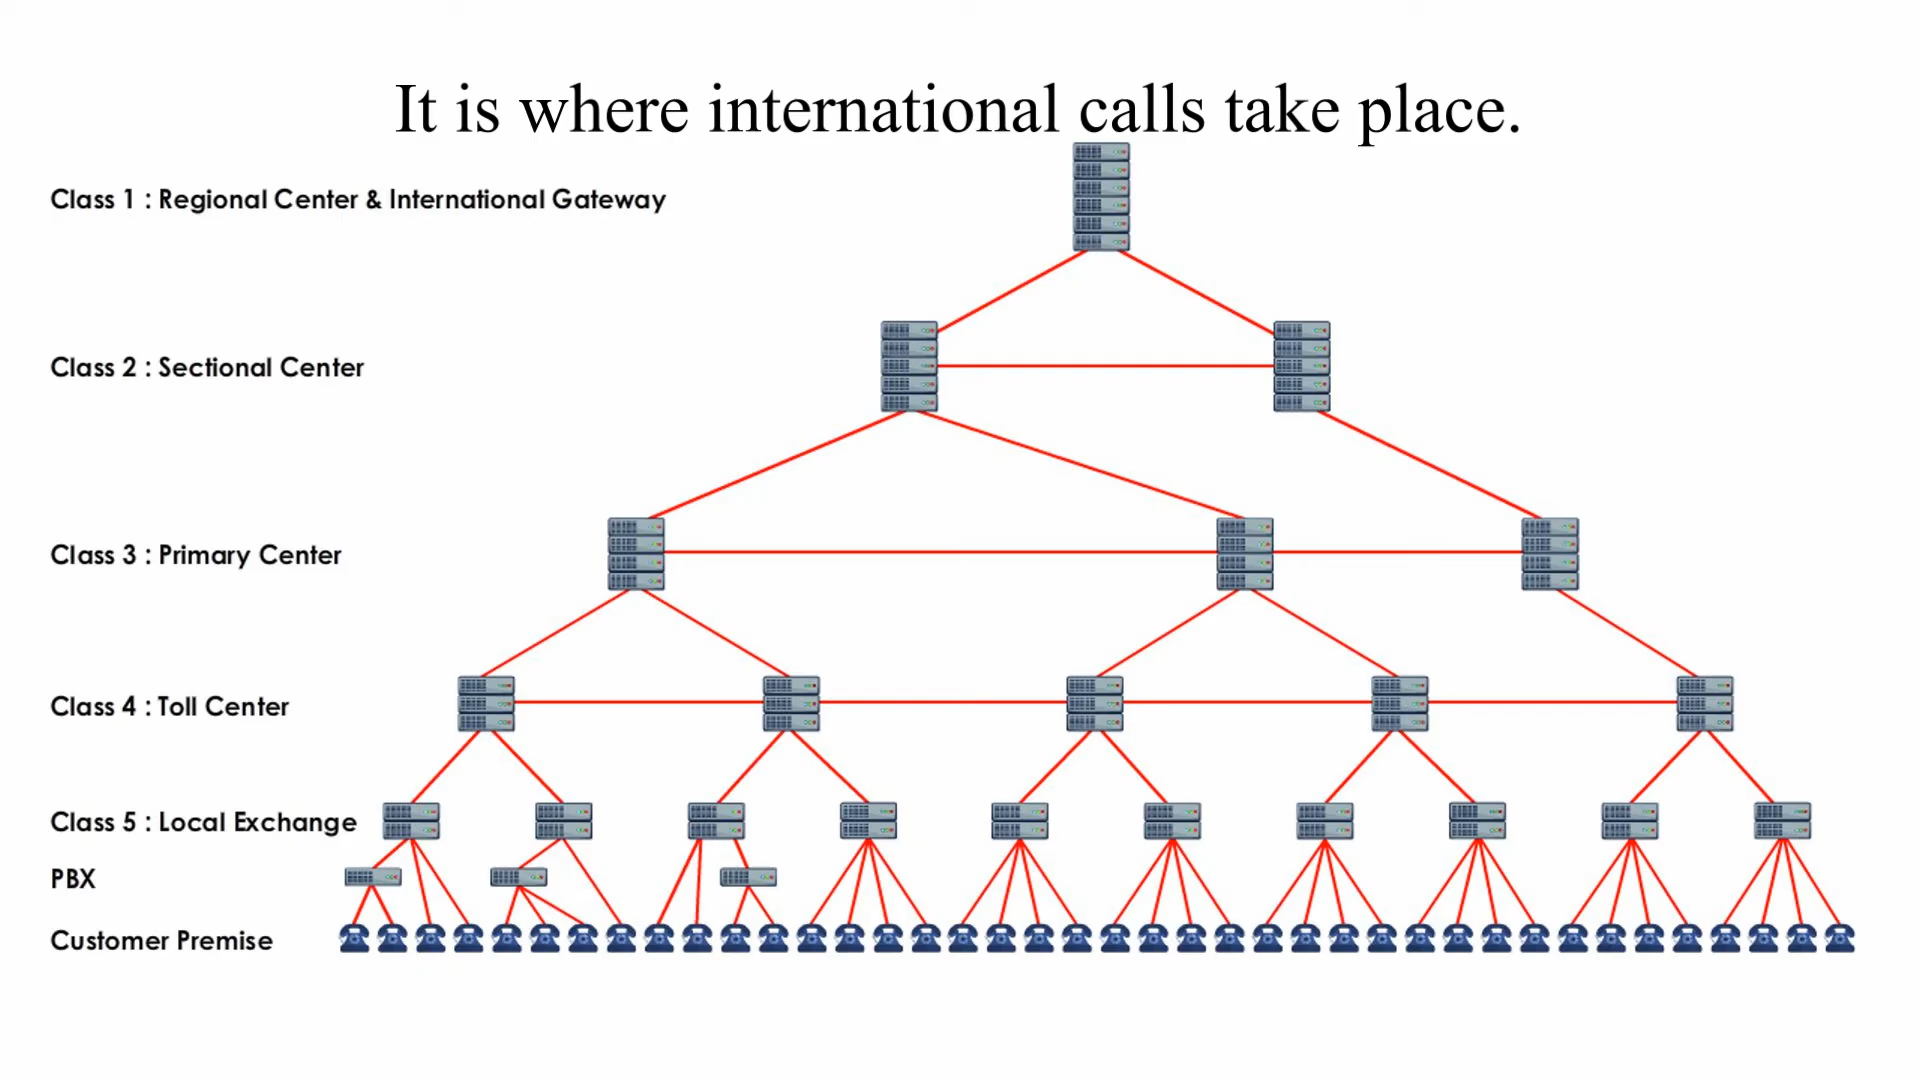 It is where international calls take place.
Class 1 : Regional Center & International Gateway
Class 2 : Sectional Center
Class 3 : Primary Center
Class 4 : Toll Center
Class 5 : Local Exchange
PBX
Customer Premise